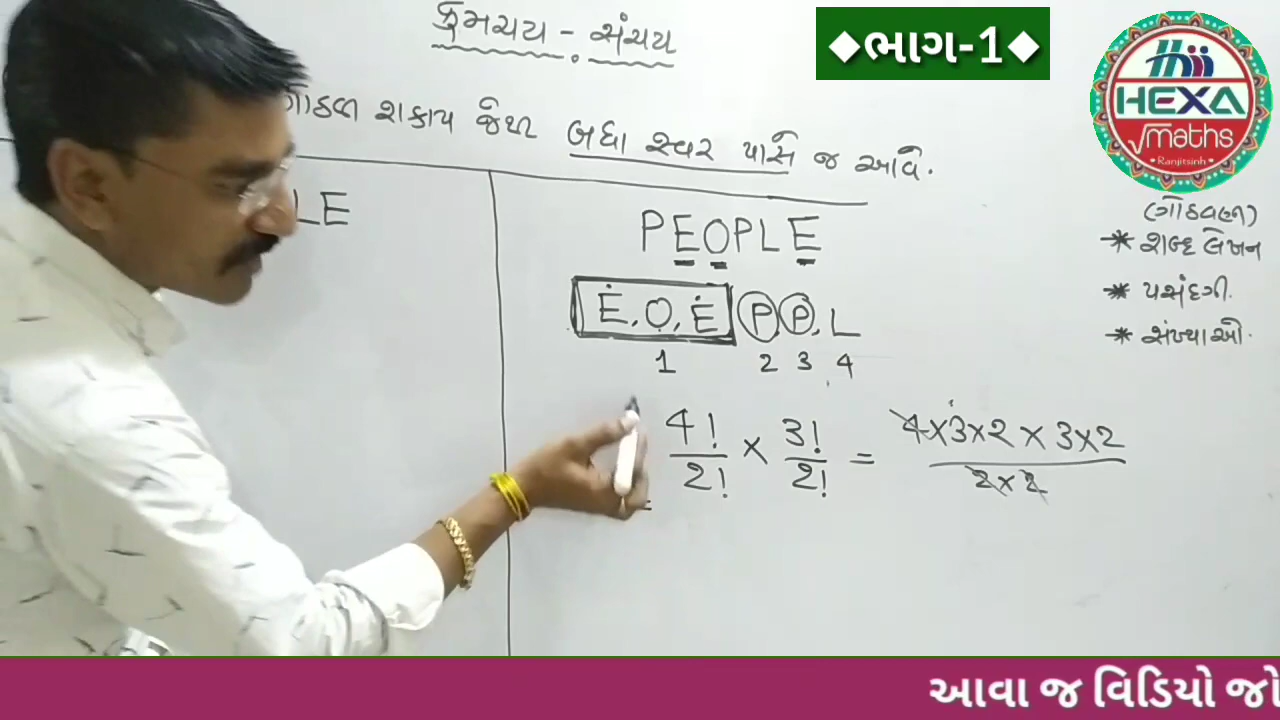 ક્રમચય - સંચય
◆ભાગ-1◆
HEXA
√maths
Ranjitsinh
શકાય જેથી બધા સ્વર પાસે જ આવે.
LE
PEOPLE
E, O, E P P, L
1 2 3 4
4!/2! × 3!/2! = 4×3×2 × 3×2 / 2×2
(ગોઠવણ)
* શબ્દ લેખન
* પસંદગી.
* સંખ્યાઓ.
આવા જ વિડિયો જો